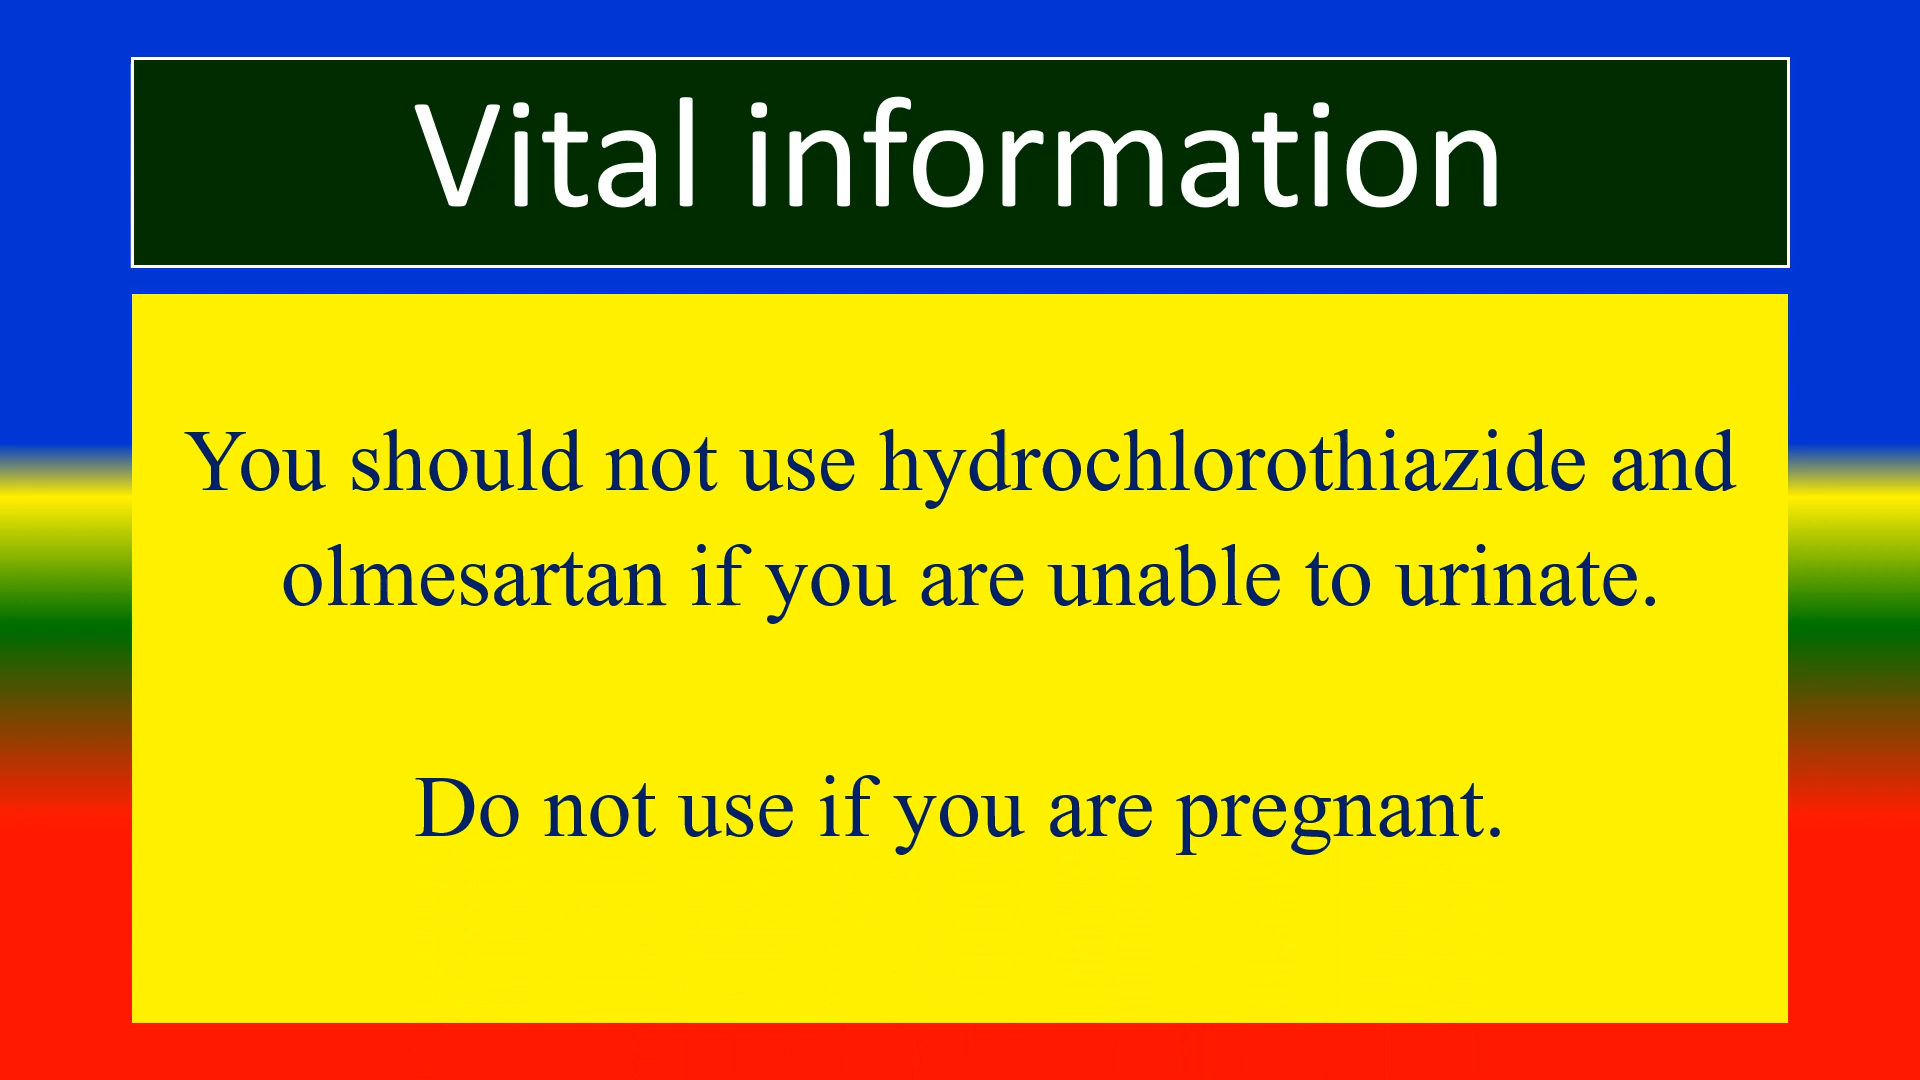 Vital information
You should not use hydrochlorothiazide and
olmesartan if you are unable to urinate.
Do not use if you are pregnant.